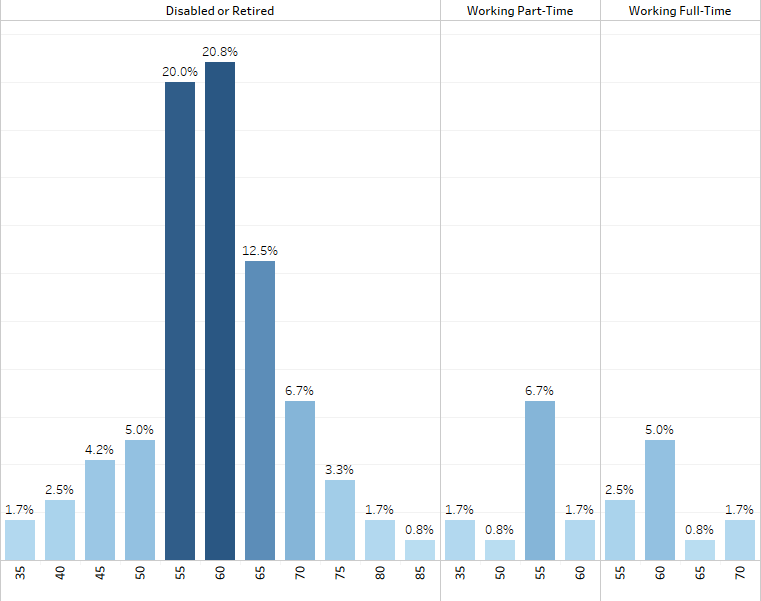 Disabled or Retired Working Part-Time Working Full-Time
20.8%
20.0%
12.5%
6.7% 6.7%
5.0% 5.0%
4.2%
3.3%
2.5% 2.5%
1.7% 1.7% 1.7% 1.7% 1.7%
0.8% 0.8% 0.8%
35 40 45 50 55 60 65 70 75 80 85 35 50 55 60 55 60 65 70